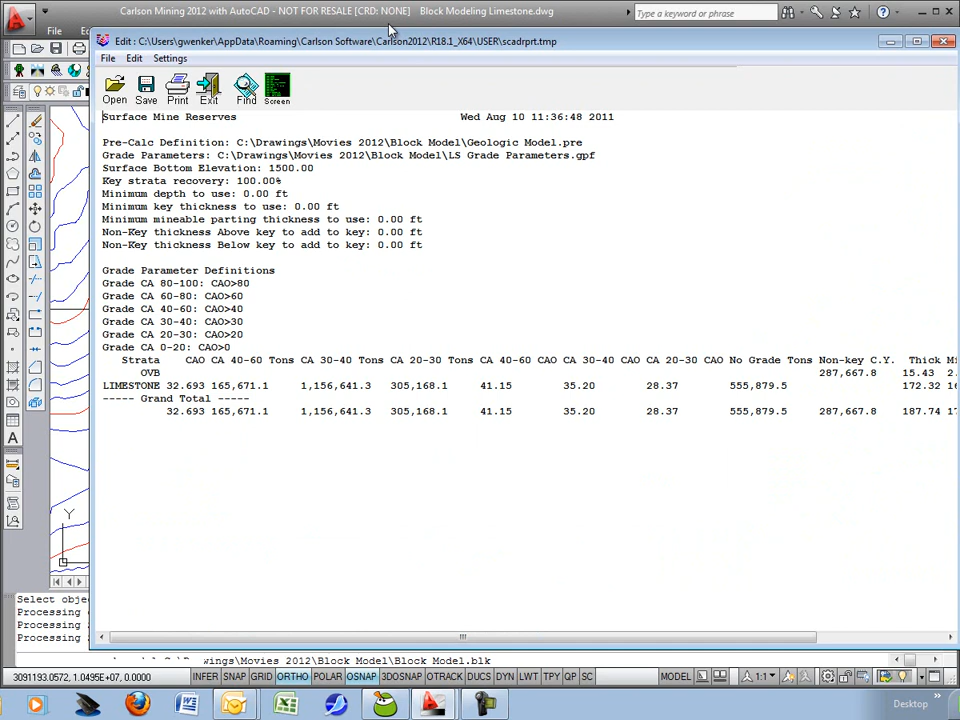 Carlson Mining 2012 with AutoCAD - NOT FOR RESALE [CRD: NONE] Block Modeling Limestone.dwg
Type a keyword or phrase
File
Edit : C:\Users\gwenker\AppData\Roaming\Carlson Software\Carlson2012\R18.1_X64\USER\scadrprt.tmp
File Edit Settings
Open Save Print Exit Find Screen
Surface Mine Reserves Wed Aug 10 11:36:48 2011
Pre-Calc Definition: C:\Drawings\Movies 2012\Block Model\Geologic Model.pre
Grade Parameters: C:\Drawings\Movies 2012\Block Model\LS Grade Parameters.gpf
Surface Bottom Elevation: 1500.00
Key strata recovery: 100.00%
Minimum depth to use: 0.00 ft
Minimum key thickness to use: 0.00 ft
Minimum mineable parting thickness to use: 0.00 ft
Non-Key thickness Above key to add to key: 0.00 ft
Non-Key thickness Below key to add to key: 0.00 ft
Grade Parameter Definitions
Grade CA 80-100: CAO>80
Grade CA 60-80: CAO>60
Grade CA 40-60: CAO>40
Grade CA 30-40: CAO>30
Grade CA 20-30: CAO>20
Grade CA 0-20: CAO>0
Strata CAO CA 40-60 Tons CA 30-40 Tons CA 20-30 Tons CA 40-60 CAO CA 30-40 CAO CA 20-30 CAO No Grade Tons Non-key C.Y. Thick
OVB 287,667.8 15.43 2.
LIMESTONE 32.693 165,671.1 1,156,641.3 305,168.1 41.15 35.20 28.37 555,879.5 172.32
----- Grand Total -----
32.693 165,671.1 1,156,641.3 305,168.1 41.15 35.20 28.37 555,879.5 287,667.8 187.74
Y
Select obje
Processing
Processing
Processing
Movies 2012\Block Model\Block Model.blk
3091193.0572, 1.0495E+07, 0.0000 INFER SNAP GRID ORTHO POLAR OSNAP 3DOSNAP OTRACK DUCS DYN LWT TPY QP SC MODEL 1:1
Desktop